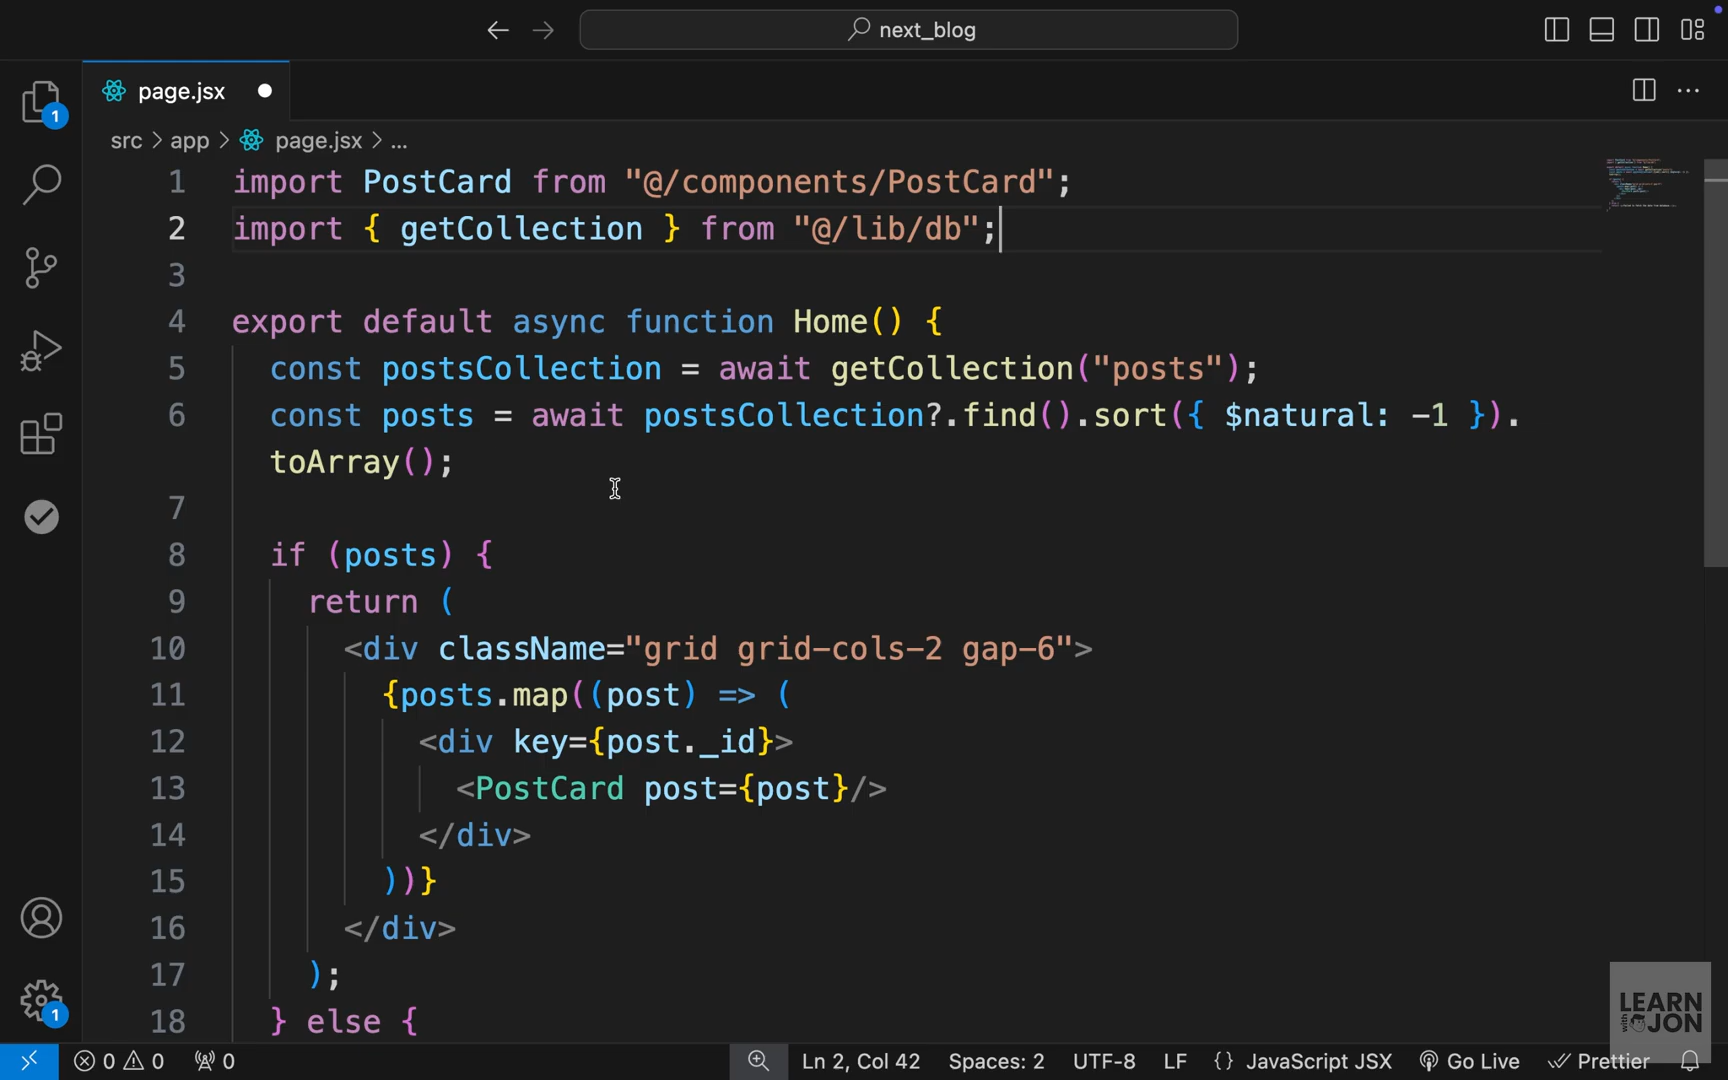 next_blog
page.jsx
1
src > app > page.jsx > ...
1 import PostCard from "@/components/PostCard";
2 import { getCollection } from "@/lib/db";
3
4 export default async function Home() {
5 const postsCollection = await getCollection("posts");
6 const posts = await postsCollection?.find().sort({ $natural: -1 }).
toArray();
7
8 if (posts) {
9 return (
10 <div className="grid grid-cols-2 gap-6">
11 {posts.map((post) => (
12 <div key={post._id}>
13 <PostCard post={post}/>
14 </div>
15 ))}
16 </div>
17 );
18 } else {
1
LEARN
with JON
0 0 0 Ln 2, Col 42 Spaces: 2 UTF-8 LF {} JavaScript JSX Go Live Prettier